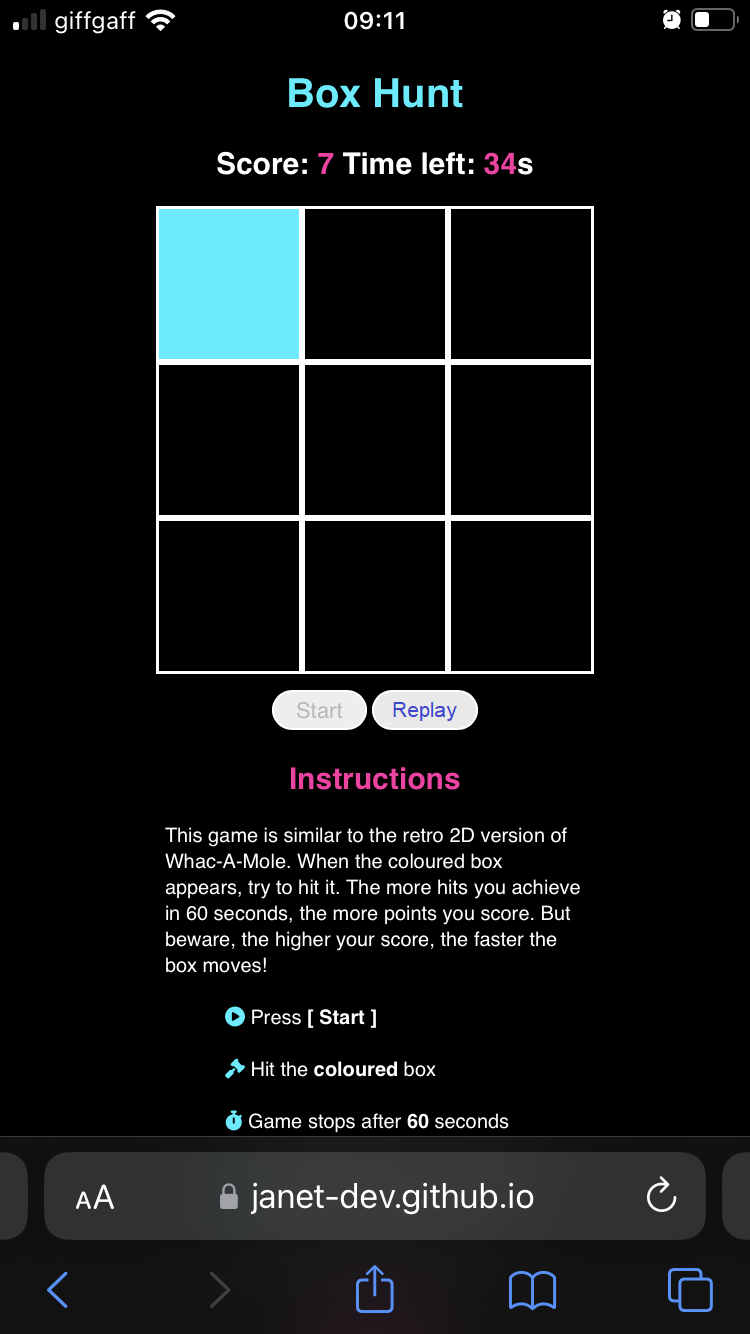 giffgaff 09:11
Box Hunt
Score: 7 Time left: 34s
Start Replay
Instructions
This game is similar to the retro 2D version of
Whac-A-Mole. When the coloured box
appears, try to hit it. The more hits you achieve
in 60 seconds, the more points you score. But
beware, the higher your score, the faster the
box moves!
Press [ Start ]
Hit the coloured box
Game stops after 60 seconds
AA janet-dev.github.io